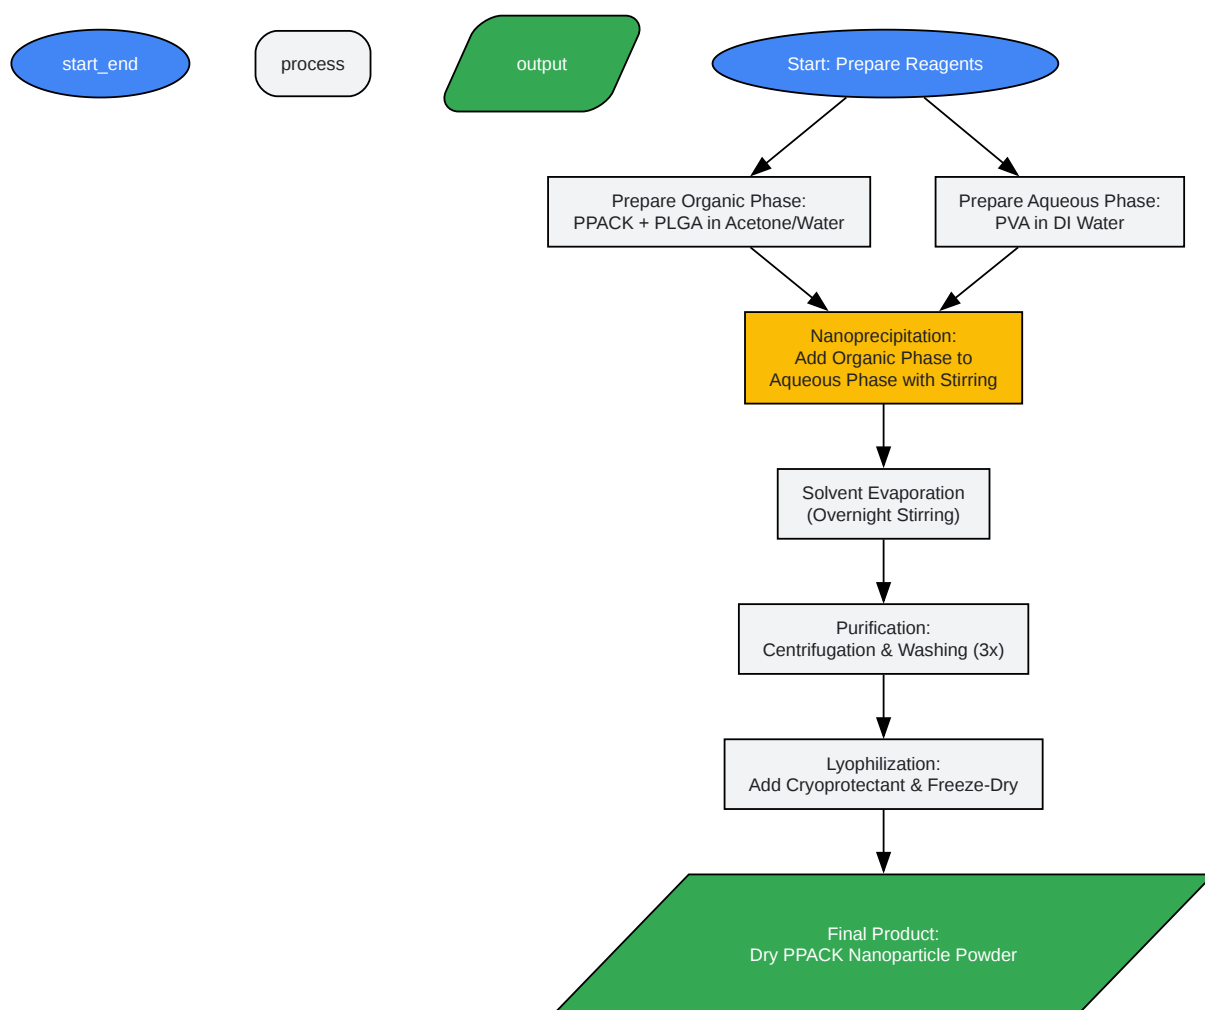 start_end
process
output
Start: Prepare Reagents
Prepare Organic Phase:
PPACK + PLGA in Acetone/Water
Prepare Aqueous Phase:
PVA in DI Water
Nanoprecipitation:
Add Organic Phase to
Aqueous Phase with Stirring
Solvent Evaporation
(Overnight Stirring)
Purification:
Centrifugation & Washing (3x)
Lyophilization:
Add Cryoprotectant & Freeze-Dry
Final Product:
Dry PPACK Nanoparticle Powder